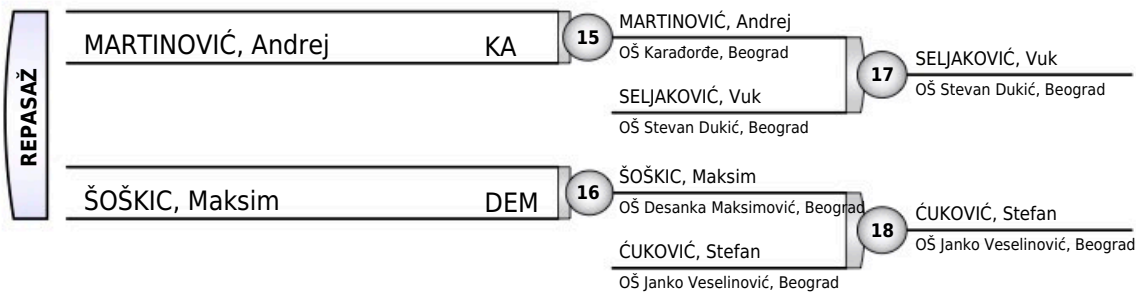 REPASAŽ
MARTINOVIĆ, Andrej KA
15
MARTINOVIĆ, Andrej
OŠ Karađorđe, Beograd
SELJAKOVIĆ, Vuk
OŠ Stevan Dukić, Beograd
17
SELJAKOVIĆ, Vuk
OŠ Stevan Dukić, Beograd
ŠOŠKIC, Maksim DEM
16
ŠOŠKIC, Maksim
OŠ Desanka Maksimović, Beograd
ĆUKOVIĆ, Stefan
OŠ Janko Veselinović, Beograd
18
ĆUKOVIĆ, Stefan
OŠ Janko Veselinović, Beograd